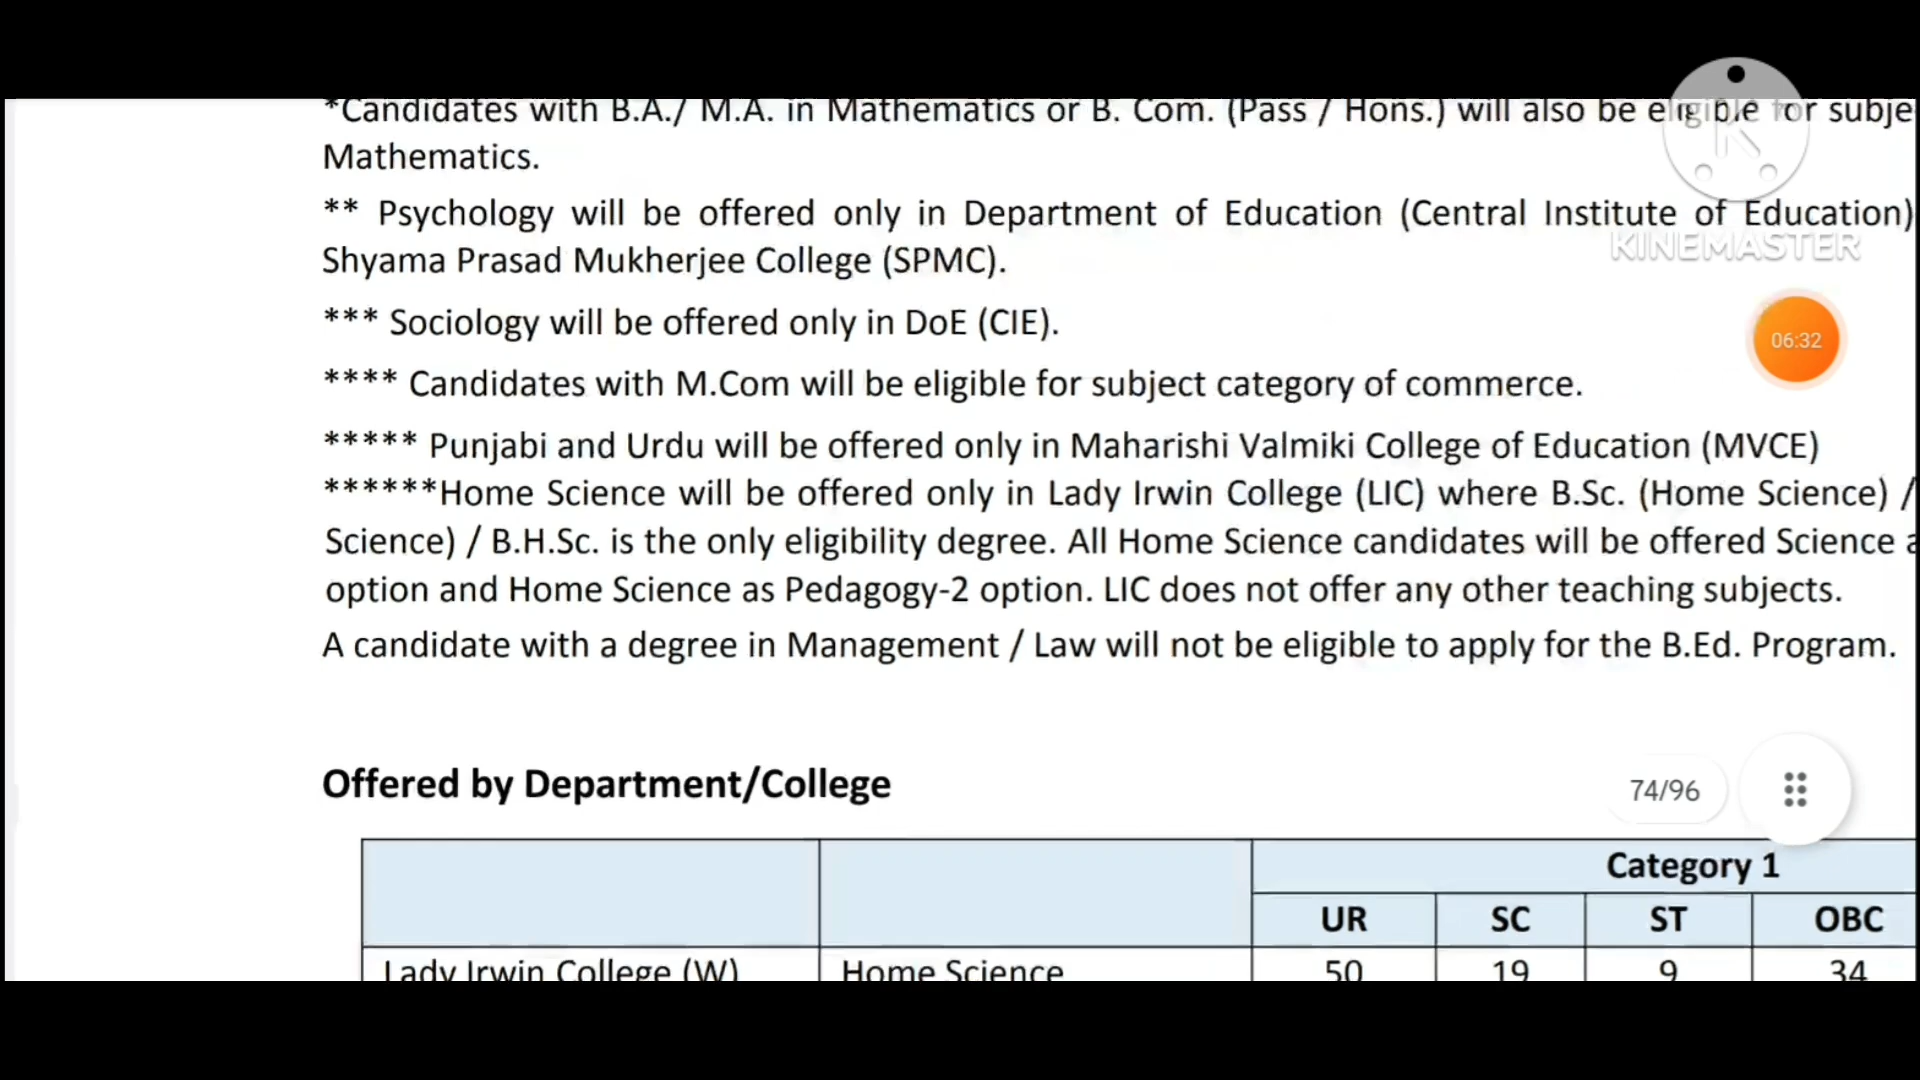 *Candidates with B.A./ M.A. in Mathematics or B. Com. (Pass / Hons.) will also be eligible for subje
Mathematics.
** Psychology will be offered only in Department of Education (Central Institute of Education)
Shyama Prasad Mukherjee College (SPMC).
KINEMASTER
*** Sociology will be offered only in DoE (CIE).
06:32
**** Candidates with M.Com will be eligible for subject category of commerce.
***** Punjabi and Urdu will be offered only in Maharishi Valmiki College of Education (MVCE)
******Home Science will be offered only in Lady Irwin College (LIC) where B.Sc. (Home Science) /
Science) / B.H.Sc. is the only eligibility degree. All Home Science candidates will be offered Science a
option and Home Science as Pedagogy-2 option. LIC does not offer any other teaching subjects.
A candidate with a degree in Management / Law will not be eligible to apply for the B.Ed. Program.
Offered by Department/College
74/96
Category 1
UR SC ST OBC
Lady Irwin College (W) Home Science 50 19 9 34